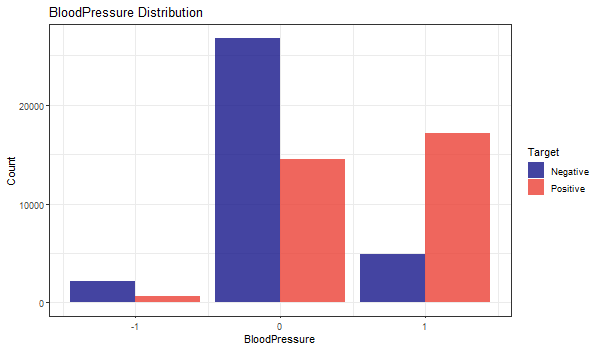 BloodPressure Distribution
Count
20000
10000
0
-1
0
1
BloodPressure
Target
Negative
Positive